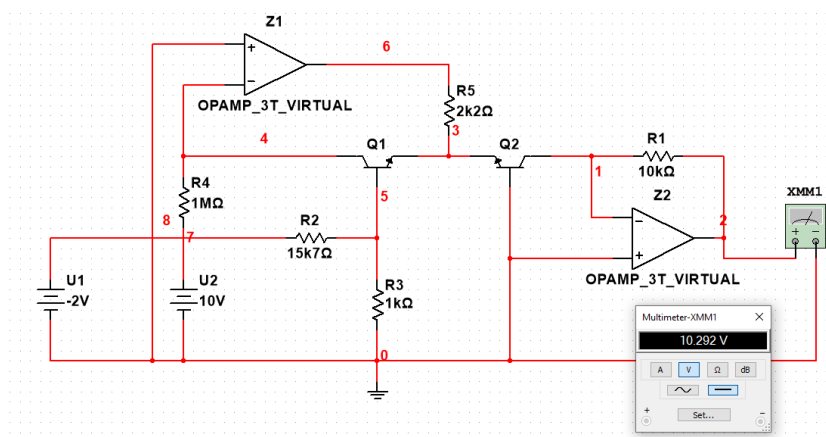 Z1
6
OPAMP_3T_VIRTUAL
R5
2k2Ω
3
4
Q1
Q2
R1
10kΩ
1
R4
1MΩ
5
Z2
XMM1
8
7
R2
15k7Ω
2
OPAMP_3T_VIRTUAL
U1
-2V
U2
10V
R3
1kΩ
0
Multimeter-XMM1
10.292 V
A
V
Ω
dB
Set...